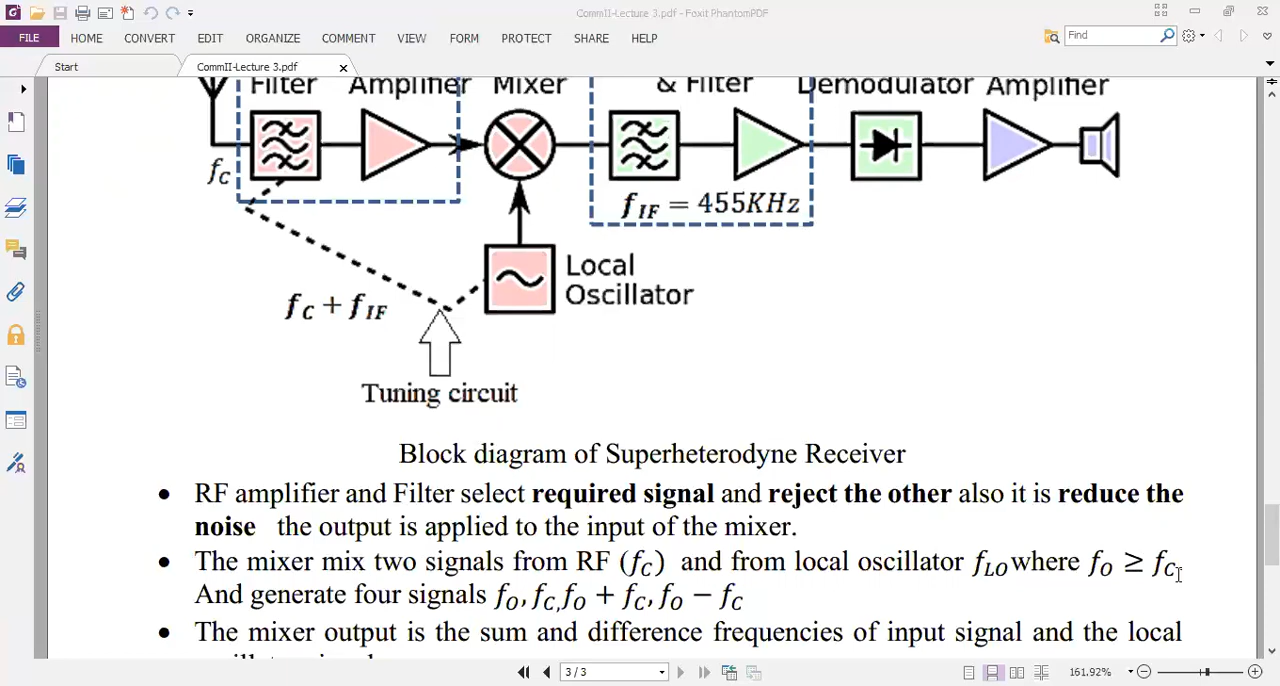 CommII-Lecture 3.pdf - Foxit PhantomPDF
FILE HOME CONVERT EDIT ORGANIZE COMMENT VIEW FORM PROTECT SHARE HELP
Find
Start CommII-Lecture 3.pdf
Filter Amplifier Mixer & Filter Demodulator Amplifier
f_C
f_IF = 455KHz
Local
Oscillator
f_C + f_IF
Tuning circuit
Block diagram of Superheterodyne Receiver
• RF amplifier and Filter select required signal and reject the other also it is reduce the
noise the output is applied to the input of the mixer.
• The mixer mix two signals from RF (f_C) and from local oscillator f_LO where f_O ≥ f_C
And generate four signals f_O, f_C, f_O + f_C, f_O − f_C
• The mixer output is the sum and difference frequencies of input signal and the local
3 / 3
161.92%